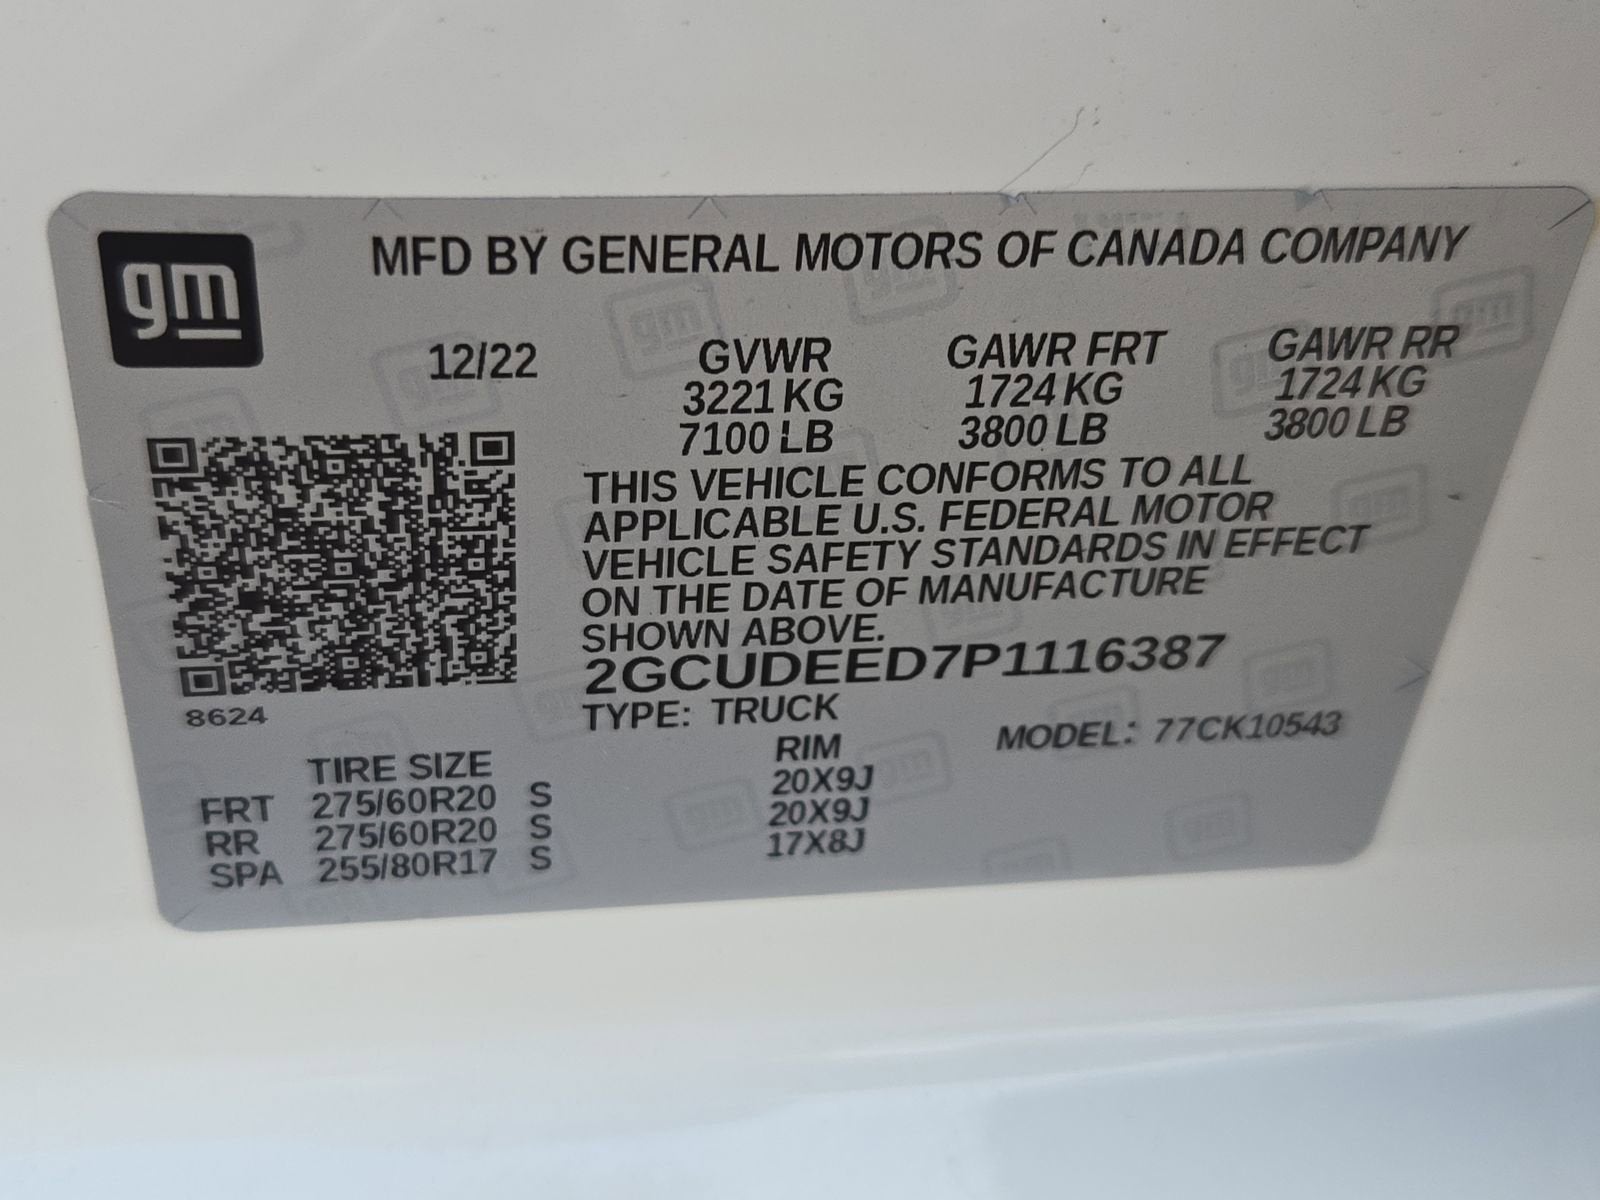 gm
MFD BY GENERAL MOTORS OF CANADA COMPANY
12/22 GVWR GAWR FRT GAWR RR
3221 KG 1724 KG 1724 KG
7100 LB 3800 LB 3800 LB
THIS VEHICLE CONFORMS TO ALL
APPLICABLE U.S. FEDERAL MOTOR
VEHICLE SAFETY STANDARDS IN EFFECT
ON THE DATE OF MANUFACTURE
SHOWN ABOVE.
2GCUDEED7P1116387
8624 TYPE: TRUCK
MODEL: 77CK10543
TIRE SIZE RIM
FRT 275/60R20 S 20X9J
RR 275/60R20 S 20X9J
SPA 255/80R17 S 17X8J